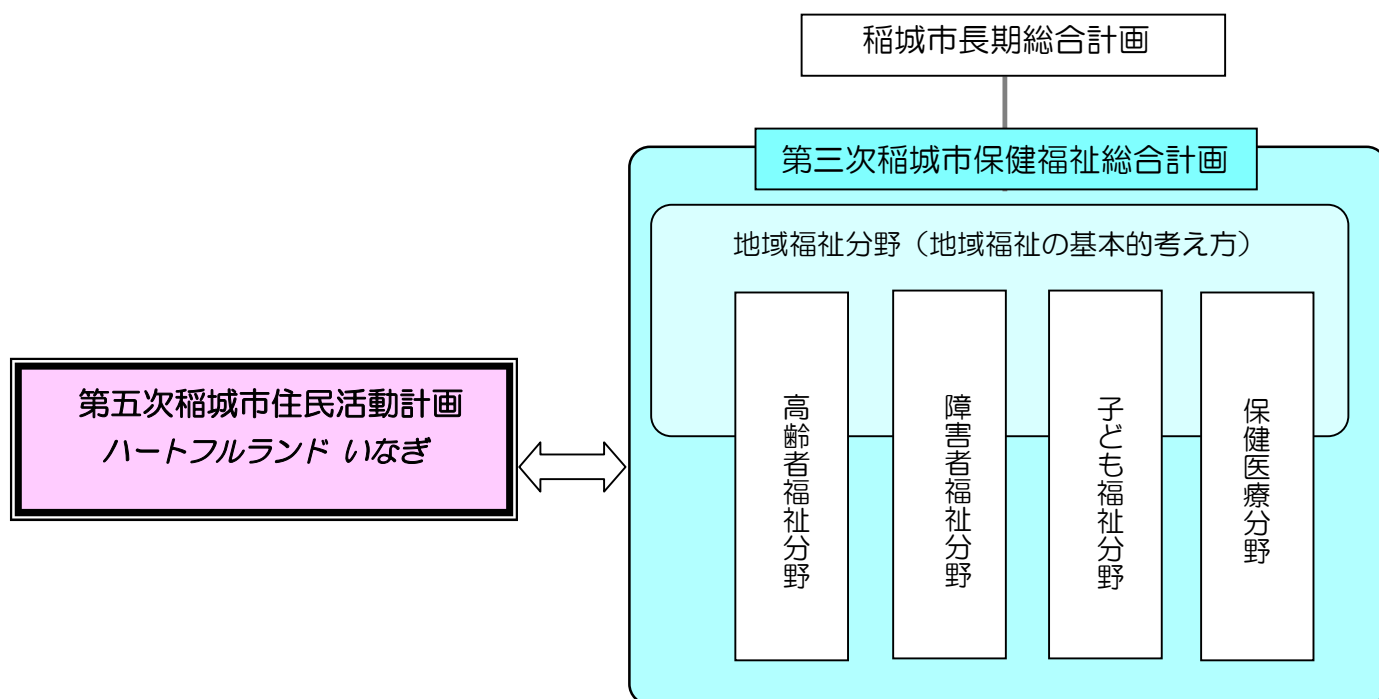 稲城市長期総合計画
第三次稲城市保健福祉総合計画
地域福祉分野（地域福祉の基本的考え方）
第五次稲城市住民活動計画
ハートフルランド いなぎ
高齢者福祉分野
障害者福祉分野
子ども福祉分野
保健医療分野